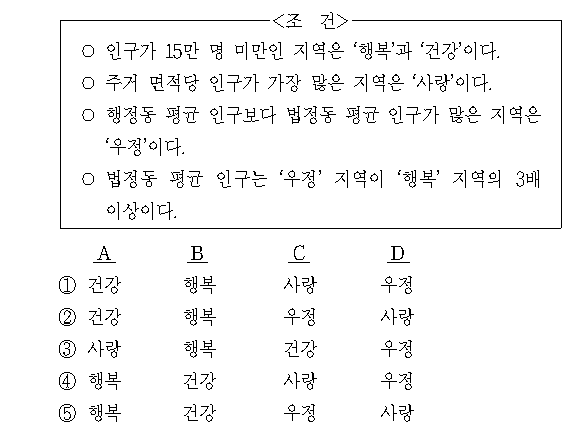 <조 건>
○ 인구가 15만 명 미만인 지역은 ‘행복’과 ‘건강’이다.
○ 주거 면적당 인구가 가장 많은 지역은 ‘사랑’이다.
○ 행정동 평균 인구보다 법정동 평균 인구가 많은 지역은
‘우정’이다.
○ 법정동 평균 인구는 ‘우정’ 지역이 ‘행복’ 지역의 3배
이상이다.
A B C D
① 건강 행복 사랑 우정
② 건강 행복 우정 사랑
③ 사랑 행복 건강 우정
④ 행복 건강 사랑 우정
⑤ 행복 건강 우정 사랑